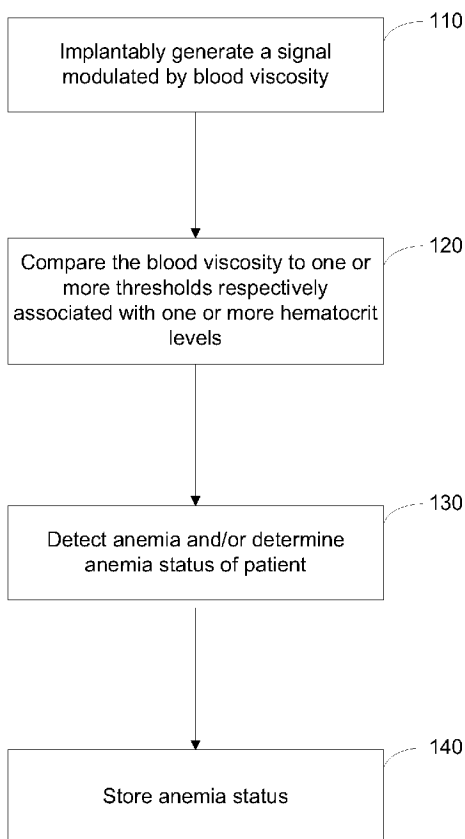 110
Implantably generate a signal
modulated by blood viscosity
120
Compare the blood viscosity to one or
more thresholds respectively
associated with one or more hematocrit
levels
130
Detect anemia and/or determine
anemia status of patient
140
Store anemia status